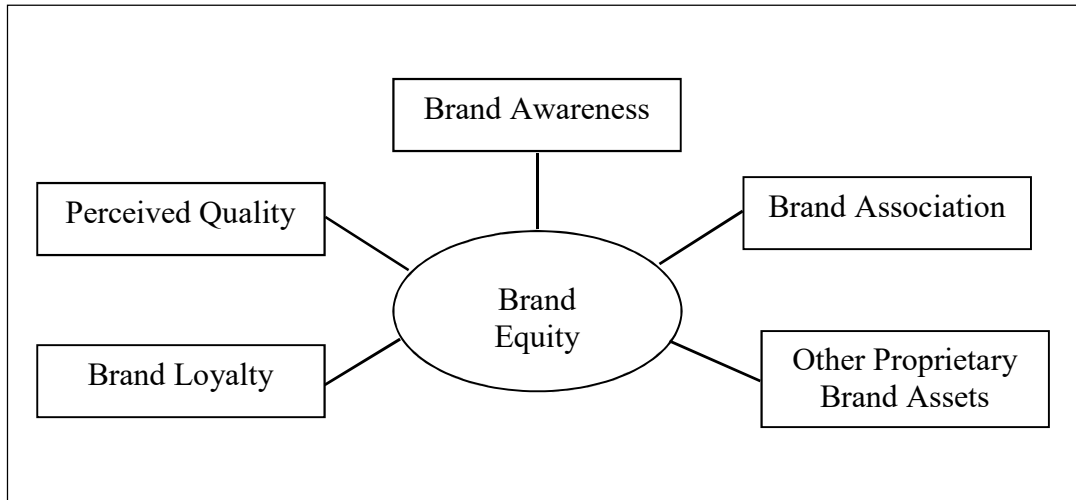 Brand Awareness
Perceived Quality
Brand Association
Brand
Equity
Brand Loyalty
Other Proprietary
Brand Assets